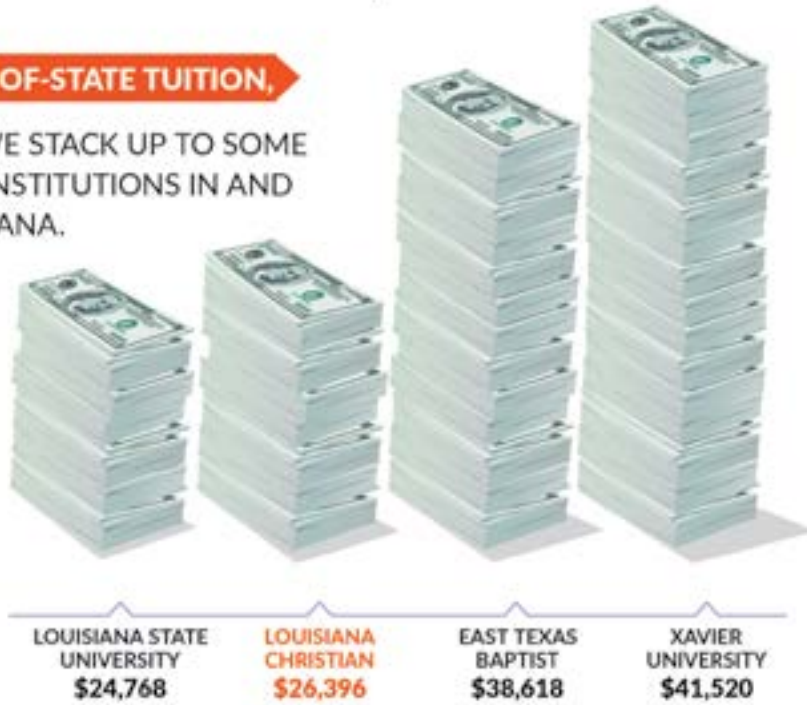 OF-STATE TUITION,
E STACK UP TO SOME
NSTITUTIONS IN AND
ANA.
LOUISIANA STATE
UNIVERSITY
$24,768
LOUISIANA
CHRISTIAN
$26,396
EAST TEXAS
BAPTIST
$38,618
XAVIER
UNIVERSITY
$41,520